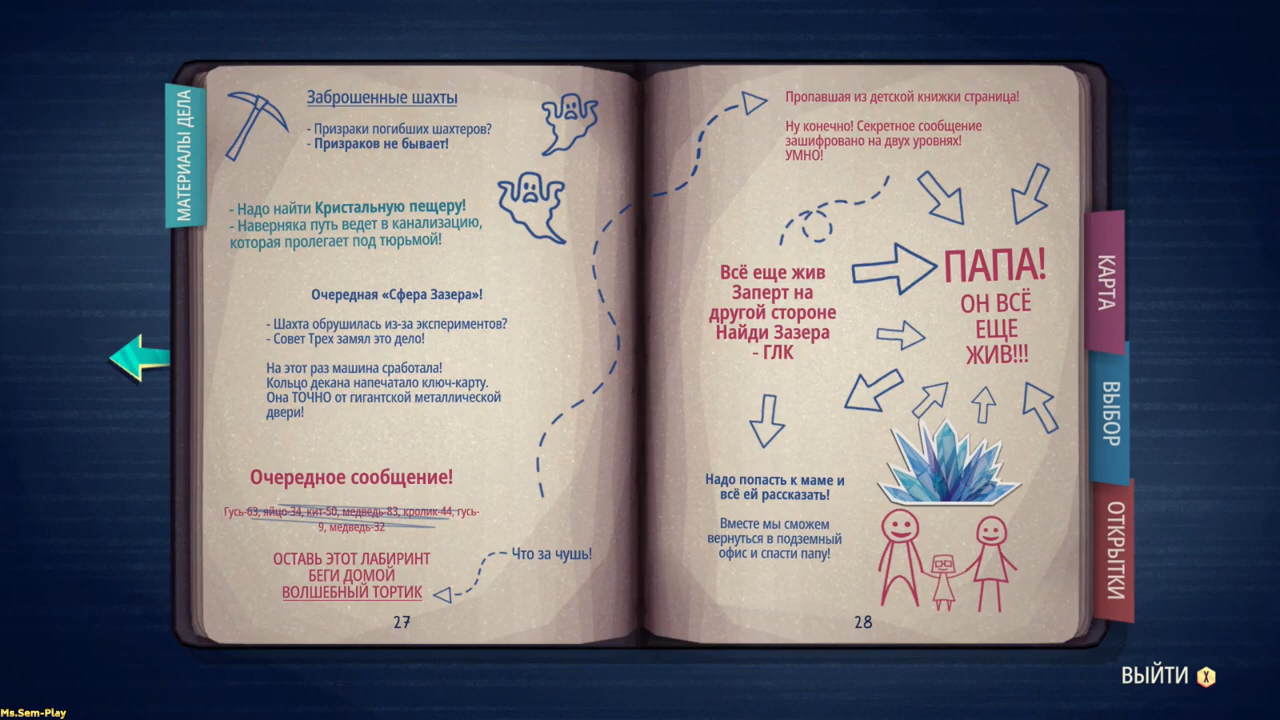 МАТЕРИАЛЫ ДЕЛА
Заброшенные шахты
- Призраки погибших шахтеров?
- Призраков не бывает!
- Надо найти Кристальную пещеру!
- Наверняка путь ведет в канализацию,
которая пролегает под тюрьмой!
Очередная «Сфера Зазера»!
- Шахта обрушилась из-за экспериментов?
- Совет Трех замял это дело!
На этот раз машина сработала!
Кольцо декана напечатало ключ-карту.
Она ТОЧНО от гигантской металлической
двери!
Очередное сообщение!
Гусь-63, яйцо-34, кит-50, медведь-83, кролик-44, гусь-
9, медведь-32
Что за чушь!
ОСТАВЬ ЭТОТ ЛАБИРИНТ
БЕГИ ДОМОЙ
ВОЛШЕБНЫЙ ТОРТИК
27
Пропавшая из детской книжки страница!
Ну конечно! Секретное сообщение
зашифровано на двух уровнях!
УМНО!
Всё еще жив
Заперт на
другой стороне
Найди Зазера
- ГЛК
ПАПА!
ОН ВСЁ
ЕЩЕ
ЖИВ!!!
Надо попасть к маме и
всё ей рассказать!
Вместе мы сможем
вернуться в подземный
офис и спасти папу!
28
КАРТА
ВЫБОР
ОТКРЫТКИ
ВЫЙТИ X
Ms.Sem-Play